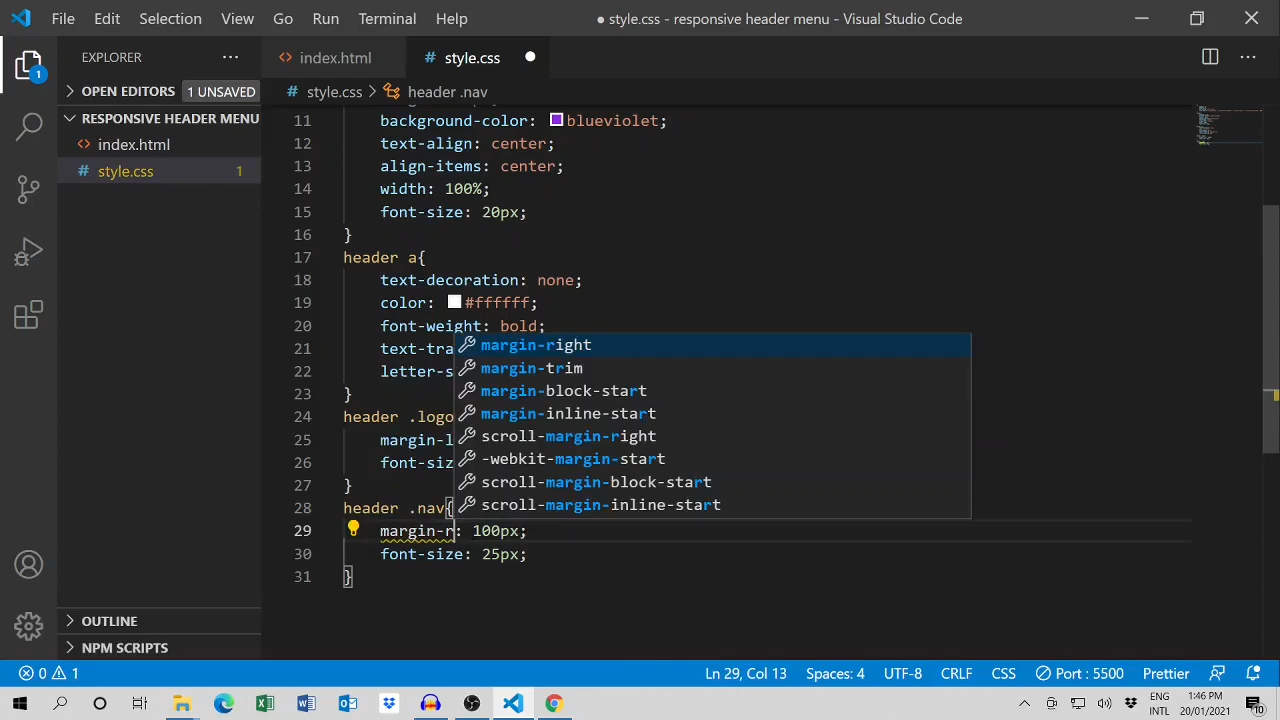 File Edit Selection View Go Run Terminal Help ● style.css - responsive header menu - Visual Studio Code
EXPLORER
<> index.html
# style.css
OPEN EDITORS 1 UNSAVED
# style.css > header .nav
RESPONSIVE HEADER MENU
<> index.html
# style.css 1
11 background-color: blueviolet;
12 text-align: center;
13 align-items: center;
14 width: 100%;
15 font-size: 20px;
16 }
17 header a{
18 text-decoration: none;
19 color: #ffffff;
20 font-weight: bold;
21 text-tra
22 letter-s
23 }
24 header .logo
25 margin-l
26 font-siz
27 }
28 header .nav{
29 margin-r: 100px;
30 font-size: 25px;
31 }
margin-right
margin-trim
margin-block-start
margin-inline-start
scroll-margin-right
-webkit-margin-start
scroll-margin-block-start
scroll-margin-inline-start
OUTLINE
NPM SCRIPTS
0 1 Ln 29, Col 13 Spaces: 4 UTF-8 CRLF CSS Port : 5500 Prettier
ENG 1:46 PM
INTL 20/01/2021 10